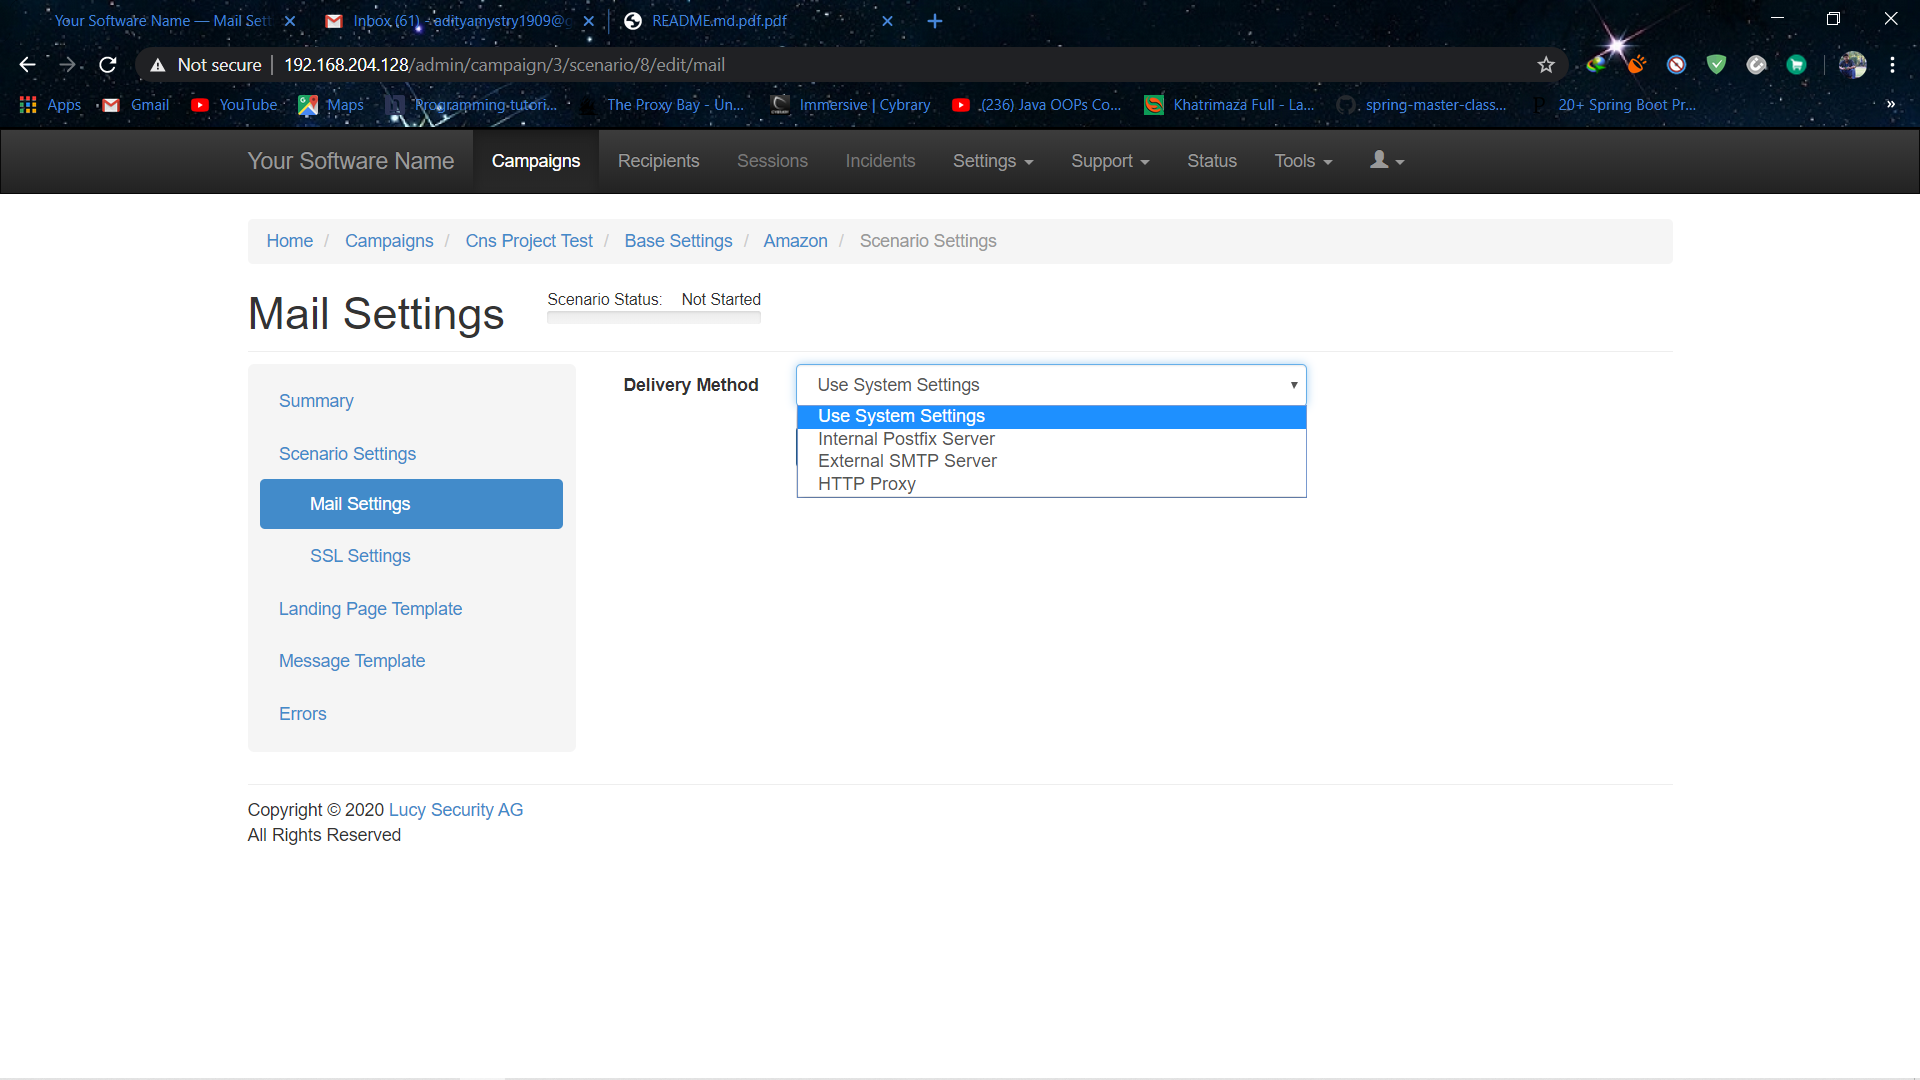 Your Software Name — Mail Sett
Inbox (61) - adityamystry1909@g
README.md.pdf.pdf
Not secure | 192.168.204.128/admin/campaign/3/scenario/8/edit/mail
Apps Gmail YouTube Maps Programming-tutori... The Proxy Bay - Un... Immersive | Cybrary (236) Java OOPs Co... Khatrimaza Full - La... spring-master-class... 20+ Spring Boot Pr... »
Your Software Name Campaigns Recipients Sessions Incidents Settings Support Status Tools
Home / Campaigns / Cns Project Test / Base Settings / Amazon / Scenario Settings
Mail Settings
Scenario Status: Not Started
Summary
Scenario Settings
Mail Settings
SSL Settings
Landing Page Template
Message Template
Errors
Delivery Method
Use System Settings
Use System Settings
Internal Postfix Server
External SMTP Server
HTTP Proxy
Copyright © 2020 Lucy Security AG
All Rights Reserved